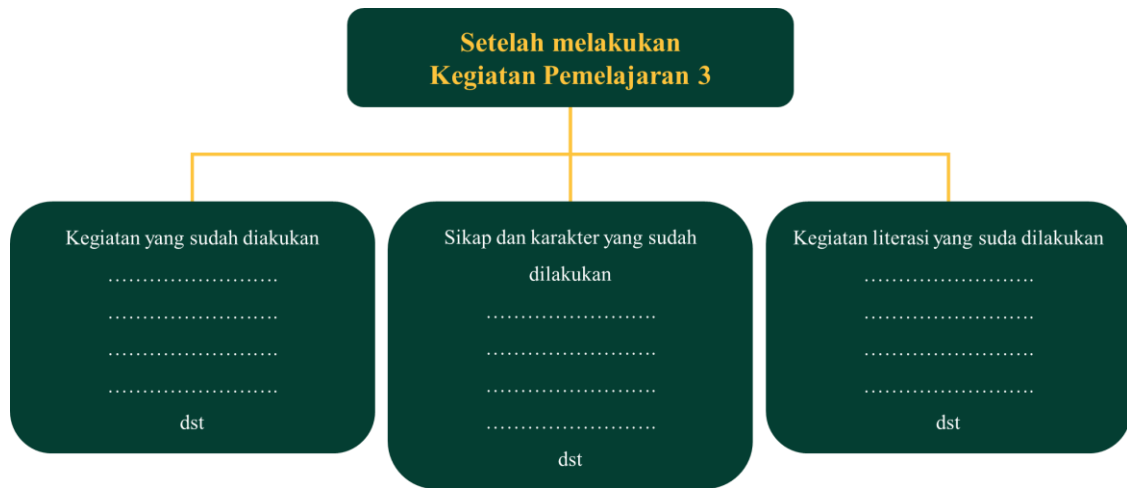 Setelah melakukan
Kegiatan Pemelajaran 3
Kegiatan yang sudah diakukan
……………………….
……………………….
……………………….
……………………….
dst
Sikap dan karakter yang sudah
dilakukan
……………………….
……………………….
……………………….
……………………….
dst
Kegiatan literasi yang suda dilakukan
……………………….
……………………….
……………………….
……………………….
dst